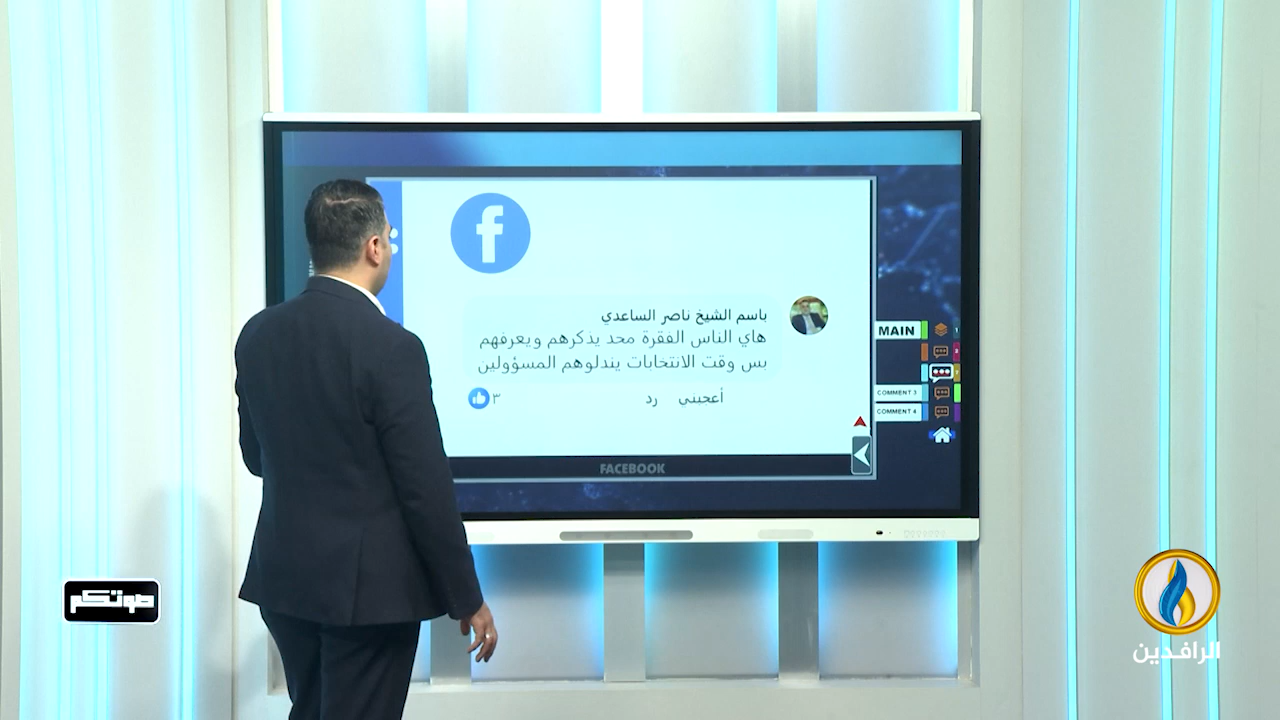 باسم الشيخ ناصر الساعدي
هاي الناس الفقرة محد يذكرهم ويعرفهم
بس وقت الانتخابات يندلوهم المسؤولين
أعجبني رد ٣
FACEBOOK
MAIN
COMMENT 3
COMMENT 4
صوتكم
الرافدين